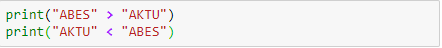 print("ABES" > "AKTU")
print("AKTU" < "ABES")